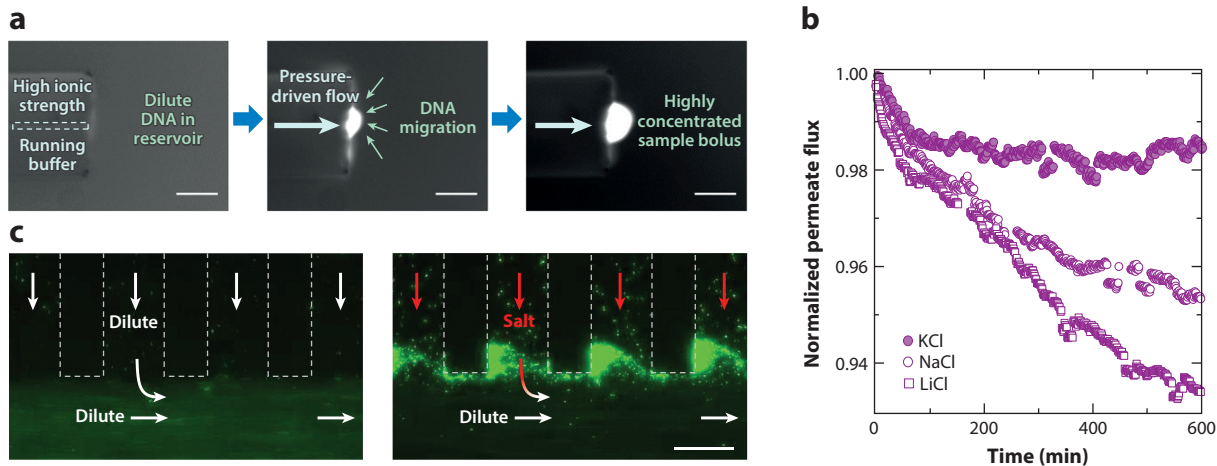 a
High ionic
strength
Running
buffer
Dilute
DNA in
reservoir
Pressure-
driven flow
DNA
migration
Highly
concentrated
sample bolus
b
Normalized permeate flux
1.00
0.98
0.96
0.94
KCl
NaCl
LiCl
0
200
400
600
Time (min)
c
Dilute
Dilute
Salt
Dilute